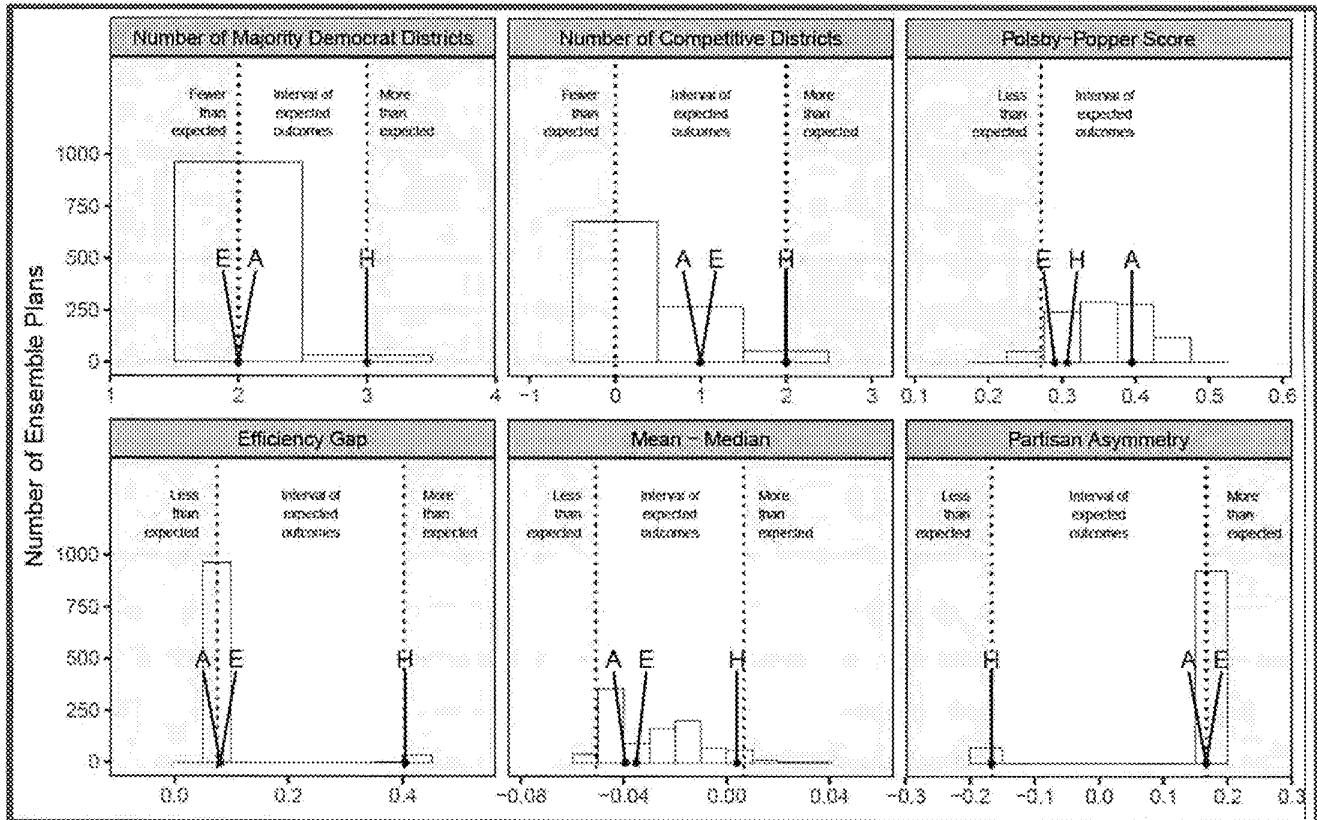 Number of Majority Democrat Districts
Fewer
than
expected
Interval of
expected
outcomes
More
than
expected
E A H
1 2 3 4
Number of Competitive Districts
Fewer
than
expected
Interval of
expected
outcomes
More
than
expected
A E H
−1 0 1 2 3
Polsby−Popper Score
Less
than
expected
Interval of
expected
outcomes
E H A
0.1 0.2 0.3 0.4 0.5 0.6
Number of Ensemble Plans
1000
750
500
250
0
Efficiency Gap
Less
than
expected
Interval of
expected
outcomes
More
than
expected
A E H
0.0 0.2 0.4
Mean − Median
Less
than
expected
Interval of
expected
outcomes
More
than
expected
A E H
−0.08 −0.04 0.00 0.04
Partisan Asymmetry
Less
than
expected
Interval of
expected
outcomes
More
than
expected
H A E
−0.3 −0.2 −0.1 0.0 0.1 0.2 0.3
1000
750
500
250
0